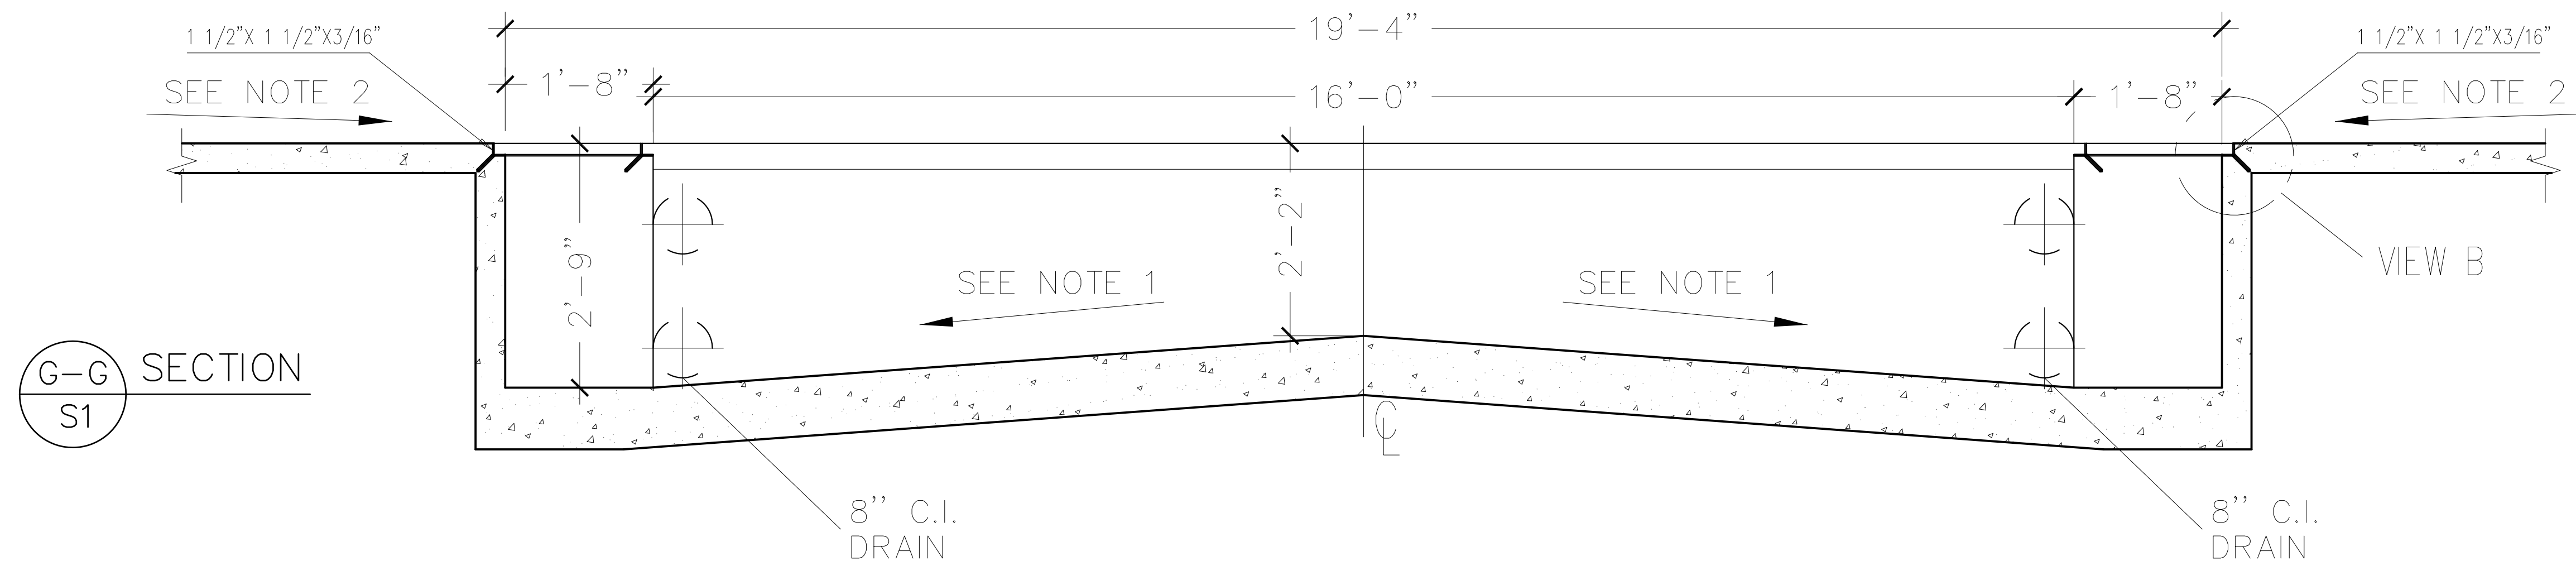 19'-4"
1 1/2"X 1 1/2"X3/16"
1 1/2"X 1 1/2"X3/16"
SEE NOTE 2
1'-8"
16'-0"
1'-8"
SEE NOTE 2
2'-9"
2'-2"
SEE NOTE 1
SEE NOTE 1
VIEW B
G-G
S1
SECTION
℄
8'' C.I.
DRAIN
8'' C.I.
DRAIN